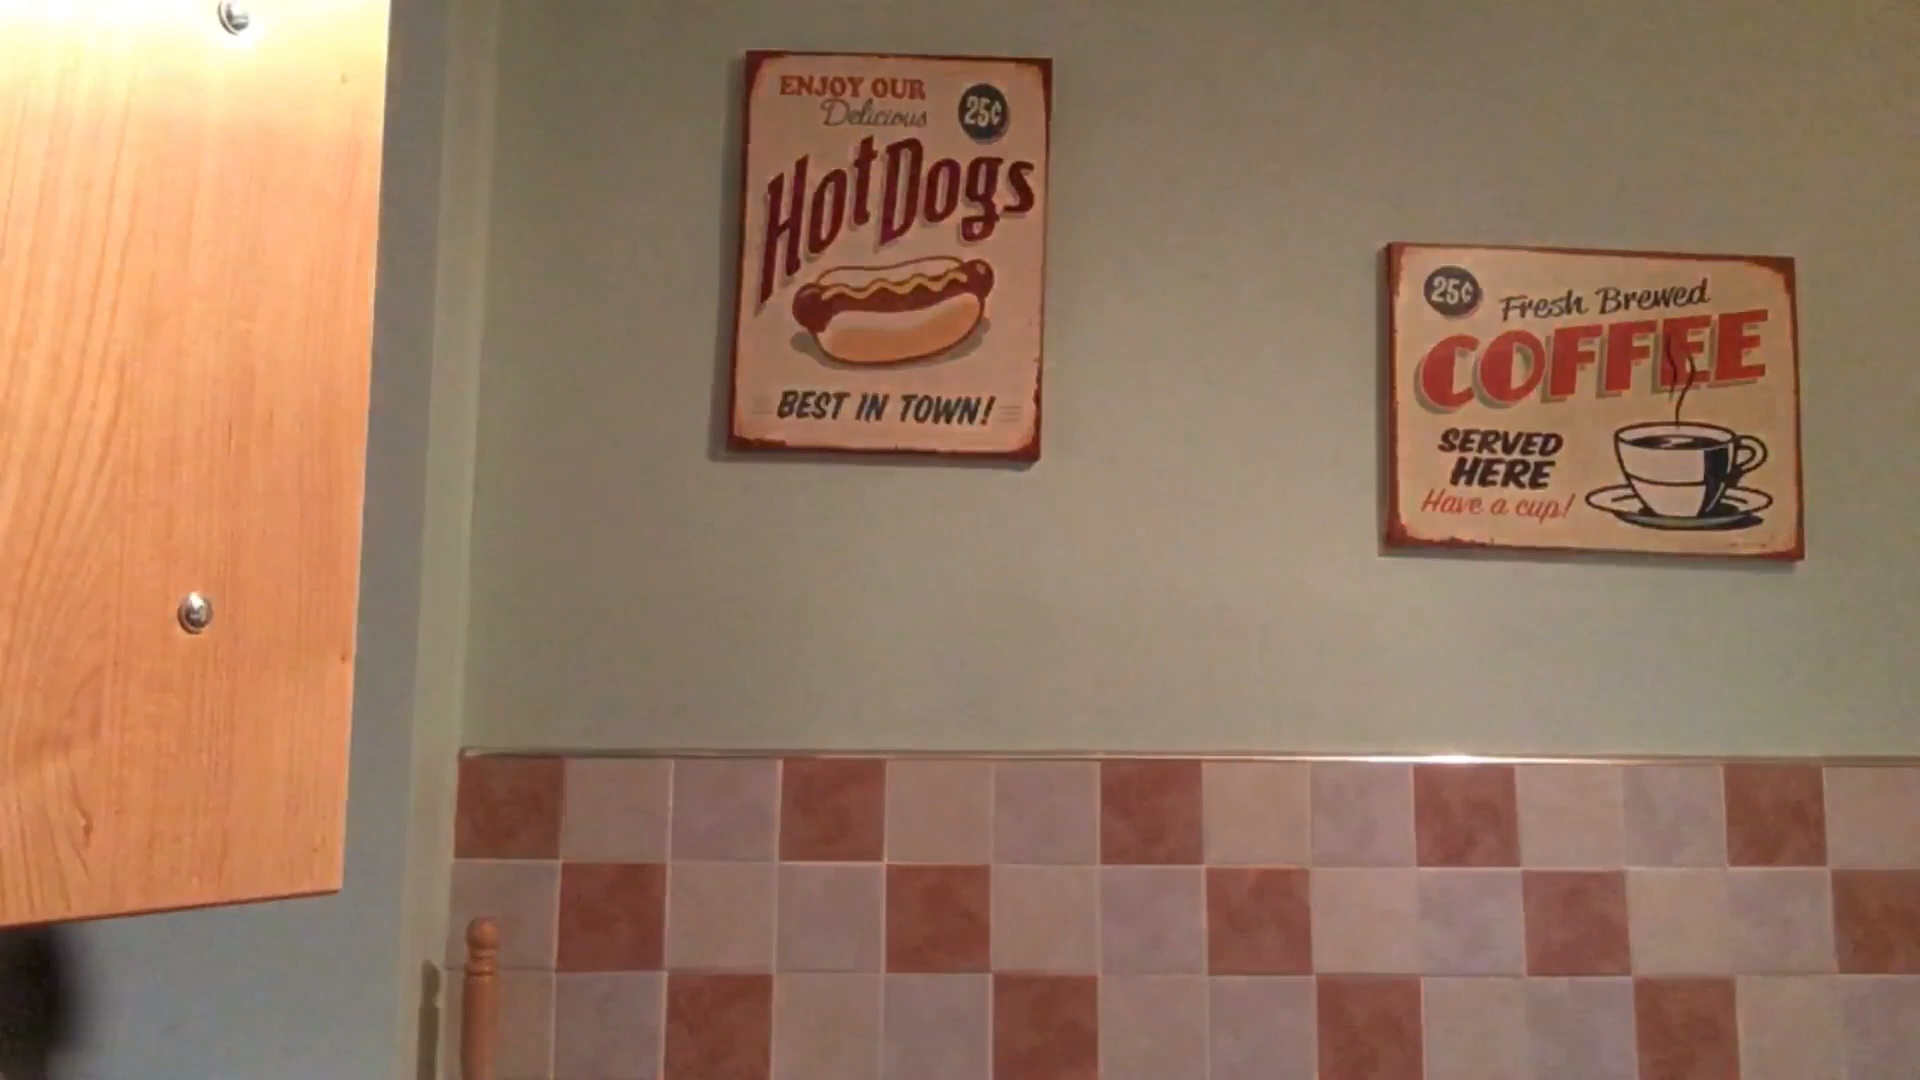 ENJOY OUR
Delicious
25¢
HotDogs
BEST IN TOWN!
25¢
Fresh Brewed
COFFEE
SERVED
HERE
Have a cup!